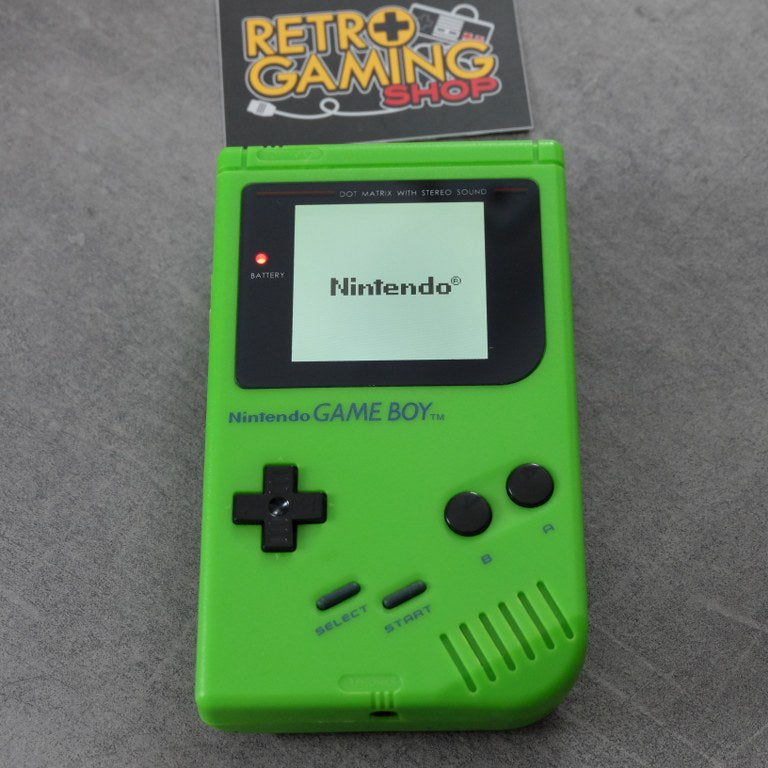 RETRO
GAMING
SHOP
DOT MATRIX WITH STEREO SOUND
BATTERY
Nintendo®
Nintendo GAME BOY™
B
A
SELECT
START